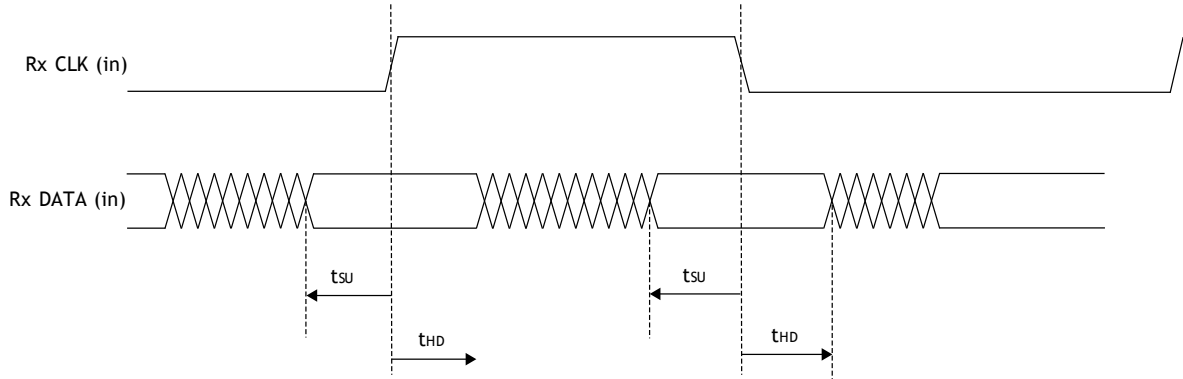 Rx CLK (in)
Rx DATA (in)
tSU
tSU
tHD
tHD